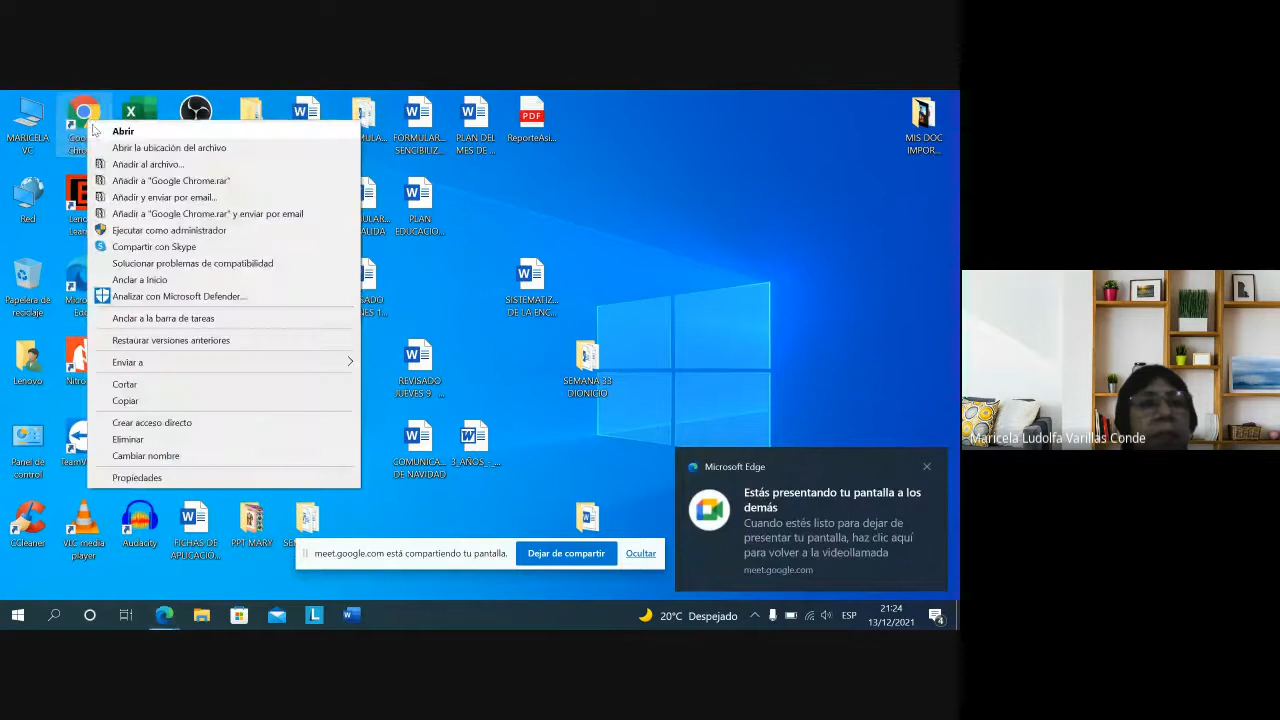 MARICELA
VC
FORMULAR...
SENCIBILIZ...
PLAN DEL
MES DE ...
ReporteAsi...
MIS DOC
IMPOR...
Abrir
Abrir la ubicación del archivo
Añadir al archivo...
Añadir a "Google Chrome.rar"
Añadir y enviar por email...
Añadir a "Google Chrome.rar" y enviar por email
Ejecutar como administrador
Compartir con Skype
Solucionar problemas de compatibilidad
Anclar a Inicio
Analizar con Microsoft Defender...
Anclar a la barra de tareas
Restaurar versiones anteriores
Enviar a
Cortar
Copiar
Crear acceso directo
Eliminar
Cambiar nombre
Propiedades
Red
PLAN
EDUCACIO...
Papelera de
reciclaje
SISTEMATIZ...
DE LA ENC...
Lenovo
Nitro
REVISADO
JUEVES 9 ...
SEMANA 33
DIONICIO
Panel de
control
COMUNICA...
DE NAVIDAD
3_AÑOS_-_...
CCleaner
VLC media
player
Audacity
FICHAS DE
APLICACIÓ...
PPT MARY
meet.google.com está compartiendo tu pantalla.
Dejar de compartir
Ocultar
Microsoft Edge
Estás presentando tu pantalla a los
demás
Cuando estés listo para dejar de
presentar tu pantalla, haz clic aquí
para volver a la videollamada
meet.google.com
20°C Despejado
ESP
21:24
13/12/2021
4
Maricela Ludolfa Varillas Conde